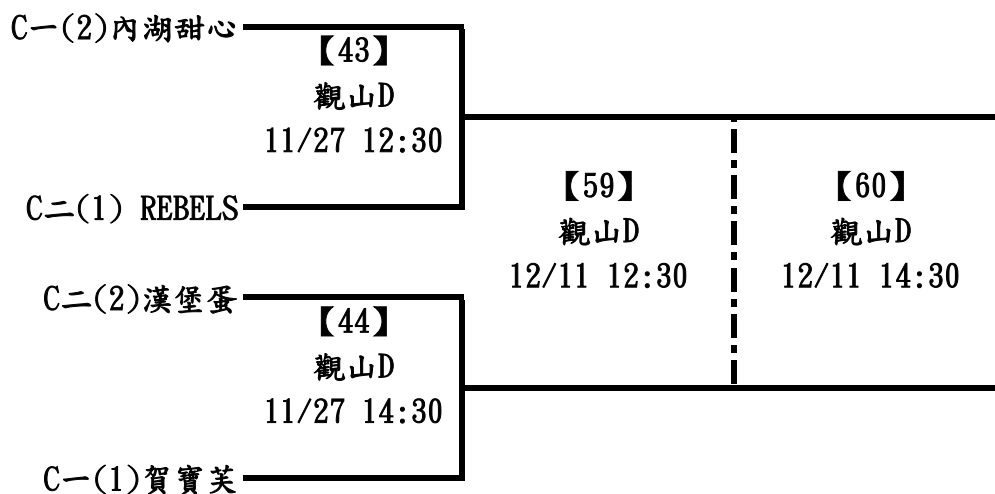 C一(2)內湖甜心
【43】
觀山D
11/27 12:30
C二(1) REBELS
【59】
觀山D
12/11 12:30
【60】
觀山D
12/11 14:30
C二(2)漢堡蛋
【44】
觀山D
11/27 14:30
C一(1)賀寶芙